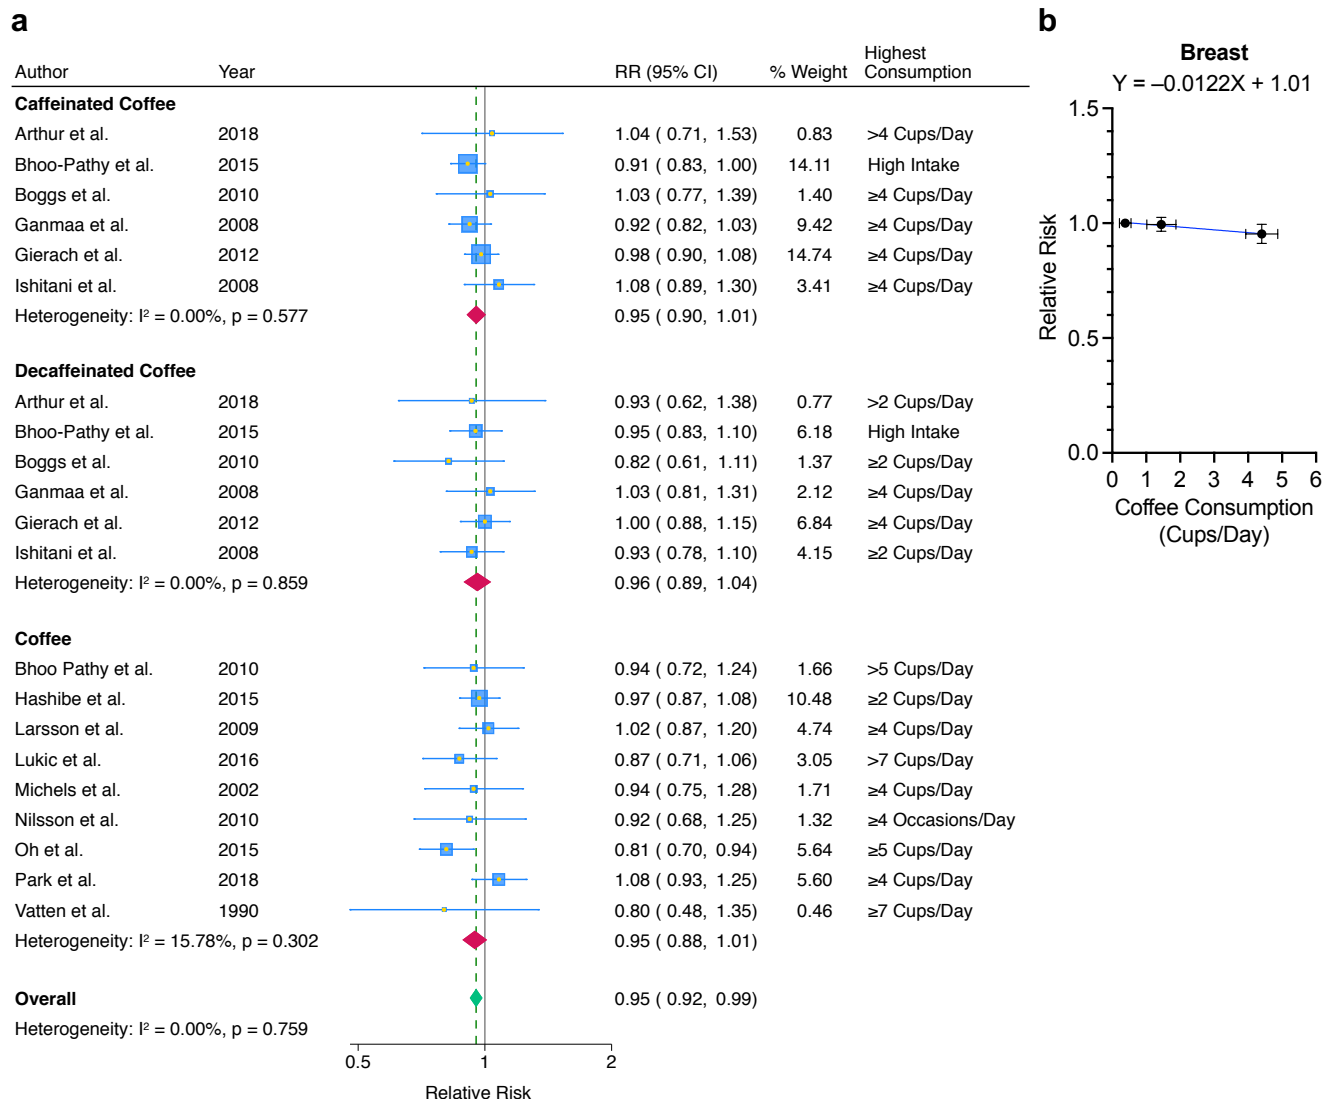 a
Author Year RR (95% CI) % Weight Highest Consumption
Caffeinated Coffee
Arthur et al. 2018 1.04 (0.71, 1.53) 0.83 >4 Cups/Day
Bhoo-Pathy et al. 2015 0.91 (0.83, 1.00) 14.11 High Intake
Boggs et al. 2010 1.03 (0.77, 1.39) 1.40 ≥4 Cups/Day
Ganmaa et al. 2008 0.92 (0.82, 1.03) 9.42 ≥4 Cups/Day
Gierach et al. 2012 0.98 (0.90, 1.08) 14.74 ≥4 Cups/Day
Ishitani et al. 2008 1.08 (0.89, 1.30) 3.41 ≥4 Cups/Day
Heterogeneity: I² = 0.00%, p = 0.577 0.95 (0.90, 1.01)
Decaffeinated Coffee
Arthur et al. 2018 0.93 ( 0.62, 1.38) 0.77 >2 Cups/Day
Bhoo-Pathy et al. 2015 0.95 ( 0.83, 1.10) 6.18 High Intake
Boggs et al. 2010 0.82 ( 0.61, 1.11) 1.37 ≥2 Cups/Day
Ganmaa et al. 2008 1.03 ( 0.81, 1.31) 2.12 ≥4 Cups/Day
Gierach et al. 2012 1.00 ( 0.88, 1.15) 6.84 ≥4 Cups/Day
Ishitani et al. 2008 0.93 ( 0.78, 1.10) 4.15 ≥2 Cups/Day
Heterogeneity: I² = 0.00%, p = 0.859 0.96 ( 0.89, 1.04)
Coffee
Bhoo Pathy et al. 2010 0.94 ( 0.72, 1.24) 1.66 >5 Cups/Day
Hashibe et al. 2015 0.97 ( 0.87, 1.08) 10.48 ≥2 Cups/Day
Larsson et al. 2009 1.02 ( 0.87, 1.20) 4.74 ≥4 Cups/Day
Lukic et al. 2016 0.87 ( 0.71, 1.06) 3.05 >7 Cups/Day
Michels et al. 2002 0.94 ( 0.75, 1.28) 1.71 ≥4 Cups/Day
Nilsson et al. 2010 0.92 ( 0.68, 1.25) 1.32 ≥4 Occasions/Day
Oh et al. 2015 0.81 ( 0.70, 0.94) 5.64 ≥5 Cups/Day
Park et al. 2018 1.08 ( 0.93, 1.25) 5.60 ≥4 Cups/Day
Vatten et al. 1990 0.80 ( 0.48, 1.35) 0.46 ≥7 Cups/Day
Heterogeneity: I² = 15.78%, p = 0.302 0.95 ( 0.88, 1.01)
Overall 0.95 ( 0.92, 0.99)
Heterogeneity: I² = 0.00%, p = 0.759
0.5 1 2
Relative Risk
b
Breast
Y = –0.0122X + 1.01
1.5
1.0
0.5
0.0
Relative Risk
0 1 2 3 4 5 6
Coffee Consumption
(Cups/Day)